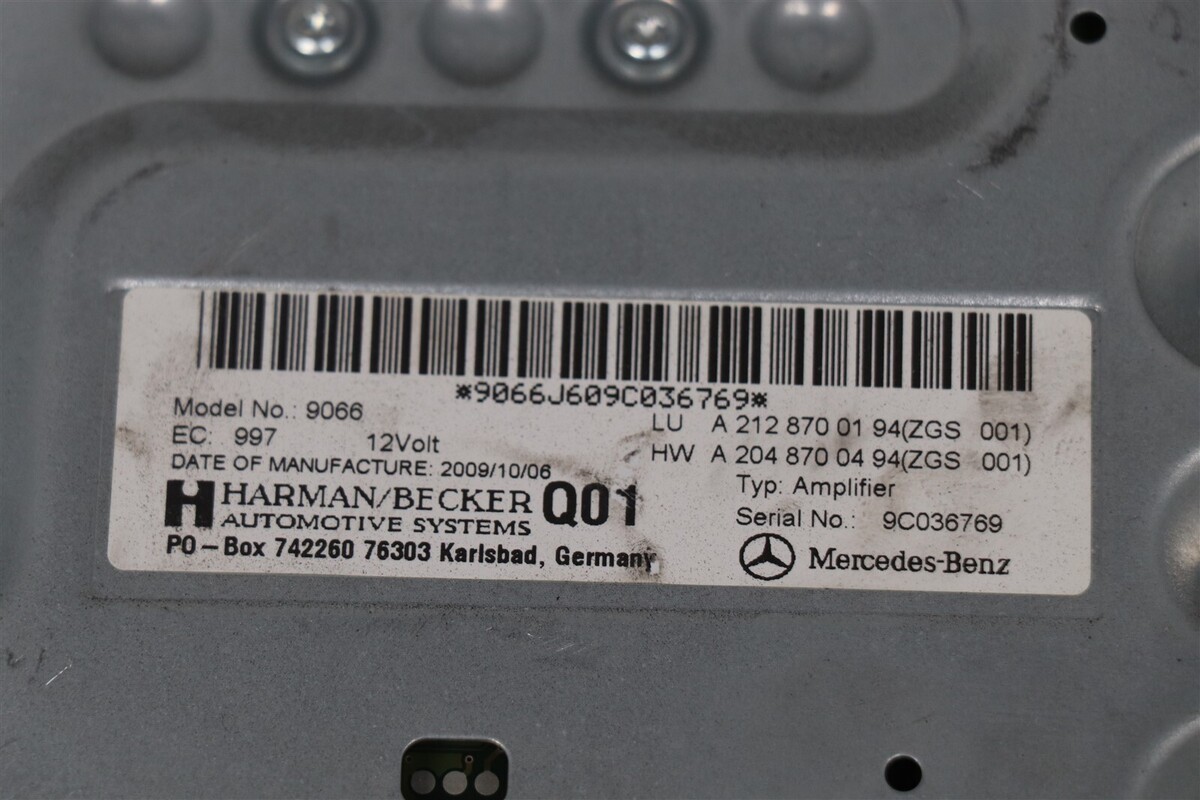 *9066J609C036769*
Model No.: 9066
EC: 997 12Volt
DATE OF MANUFACTURE: 2009/10/06
HARMAN/BECKER Q01
AUTOMOTIVE SYSTEMS
PO-Box 742260 76303 Karlsbad, Germany
LU A 212 870 01 94(ZGS 001)
HW A 204 870 04 94(ZGS 001)
Typ: Amplifier
Serial No.: 9C036769
Mercedes-Benz